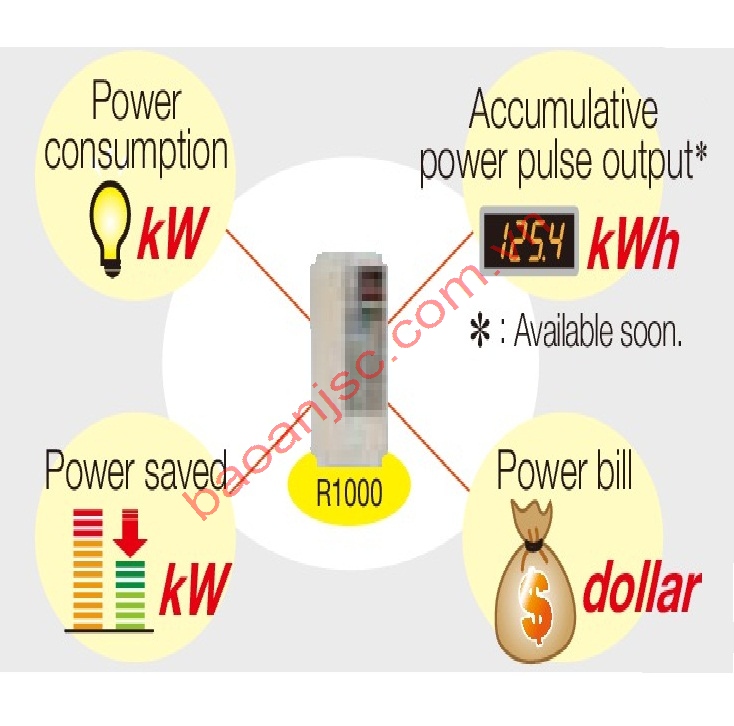 Power
consumption
kW
Accumulative
power pulse output*
125.4
kWh
* : Available soon.
R1000
Power saved
kW
Power bill
$
dollar
baoanjsc.com.vn